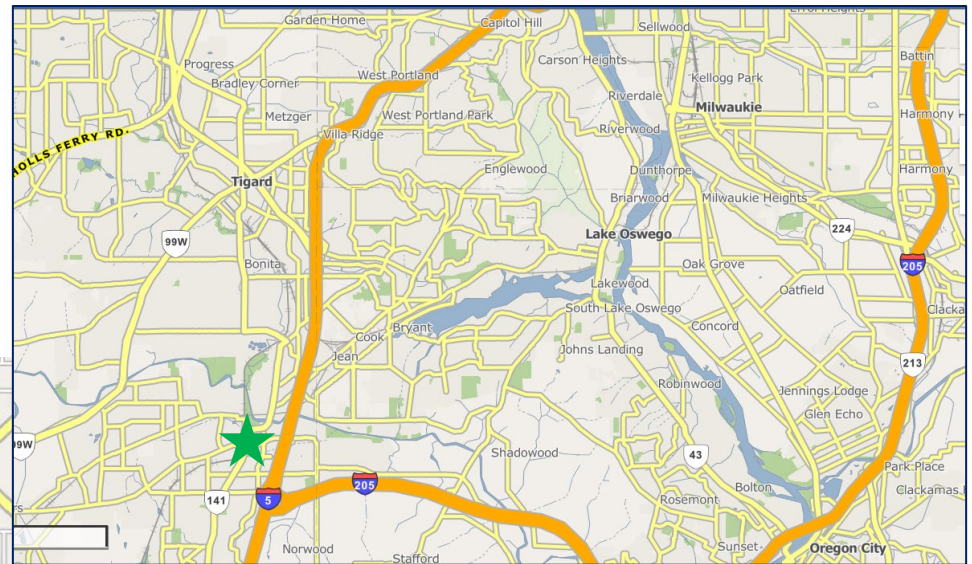 Garden Home
Capitol Hill
Sellwood
Carson Heights
Battin
Progress
West Portland
Kellogg Park
Bradley Corner
Riverdale
Milwaukie
Metzger
West Portland Park
Harmony
HOLLS FERRY RD.
Villa Ridge
Riverwood
Englewood
Dunthorpe
Harmony
Tigard
Briarwood
Milwaukie Heights
99W
Lake Oswego
224
Bonita
Oak Grove
205
Lakewood
Oatfield
South Lake Oswego
Clacka
Cook
Bryant
Concord
Jean
Johns Landing
213
Robinwood
Jennings Lodge
Glen Echo
99W
Shadowood
43
Park Place
205
Bolton
141
5
Rosemont
Clackamas
Norwood
Sunset
Oregon City
Stafford